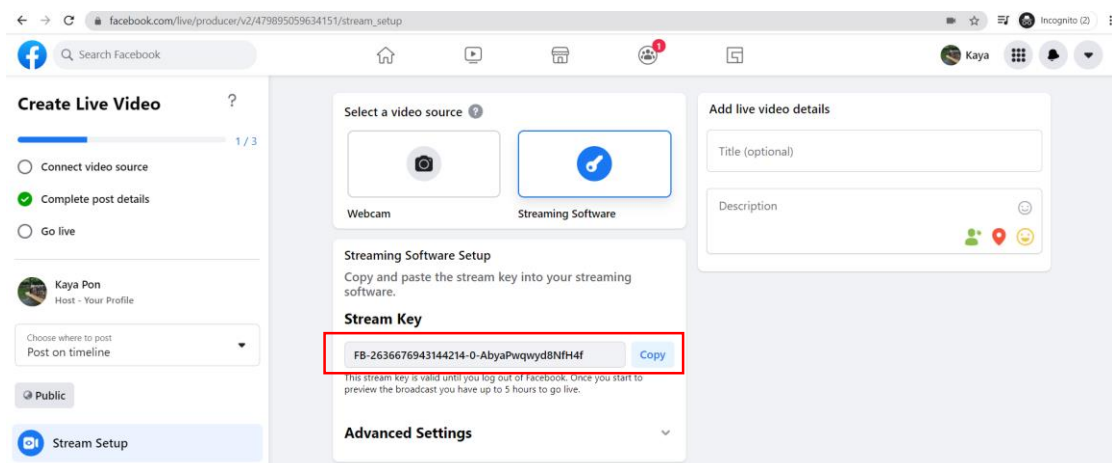 facebook.com/live/producer/v2/479895059634151/stream_setup
Incognito (2)
Search Facebook
1
Kaya
Create Live Video
?
1 / 3
Connect video source
Complete post details
Go live
Kaya Pon
Host - Your Profile
Choose where to post
Post on timeline
Public
Stream Setup
Select a video source ?
Webcam
Streaming Software
Streaming Software Setup
Copy and paste the stream key into your streaming
software.
Stream Key
FB-2636676943144214-0-AbyaPwqwyd8NfH4f
Copy
This stream key is valid until you log out of Facebook. Once you start to
preview the broadcast you have up to 5 hours to go live.
Advanced Settings
Add live video details
Title (optional)
Description